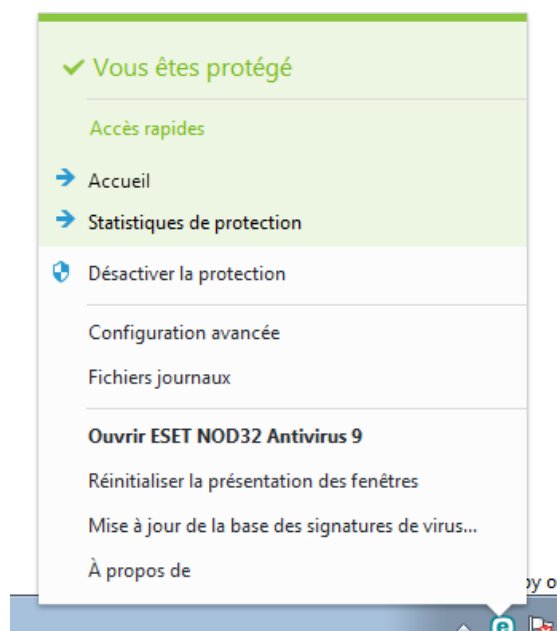 Vous êtes protégé
Accès rapides
Accueil
Statistiques de protection
Désactiver la protection
Configuration avancée
Fichiers journaux
Ouvrir ESET NOD32 Antivirus 9
Réinitialiser la présentation des fenêtres
Mise à jour de la base des signatures de virus...
À propos de
e